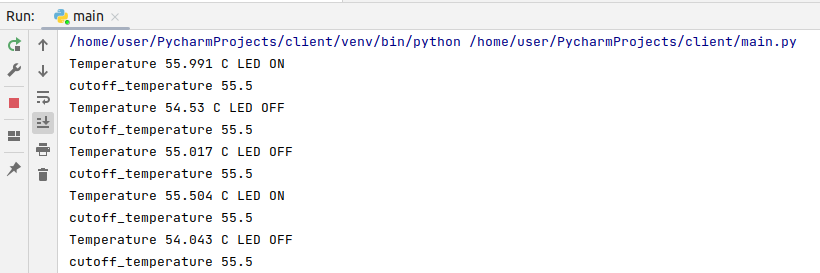 Run: main
/home/user/PycharmProjects/client/venv/bin/python /home/user/PycharmProjects/client/main.py
Temperature 55.991 C LED ON
cutoff_temperature 55.5
Temperature 54.53 C LED OFF
cutoff_temperature 55.5
Temperature 55.017 C LED OFF
cutoff_temperature 55.5
Temperature 55.504 C LED ON
cutoff_temperature 55.5
Temperature 54.043 C LED OFF
cutoff_temperature 55.5